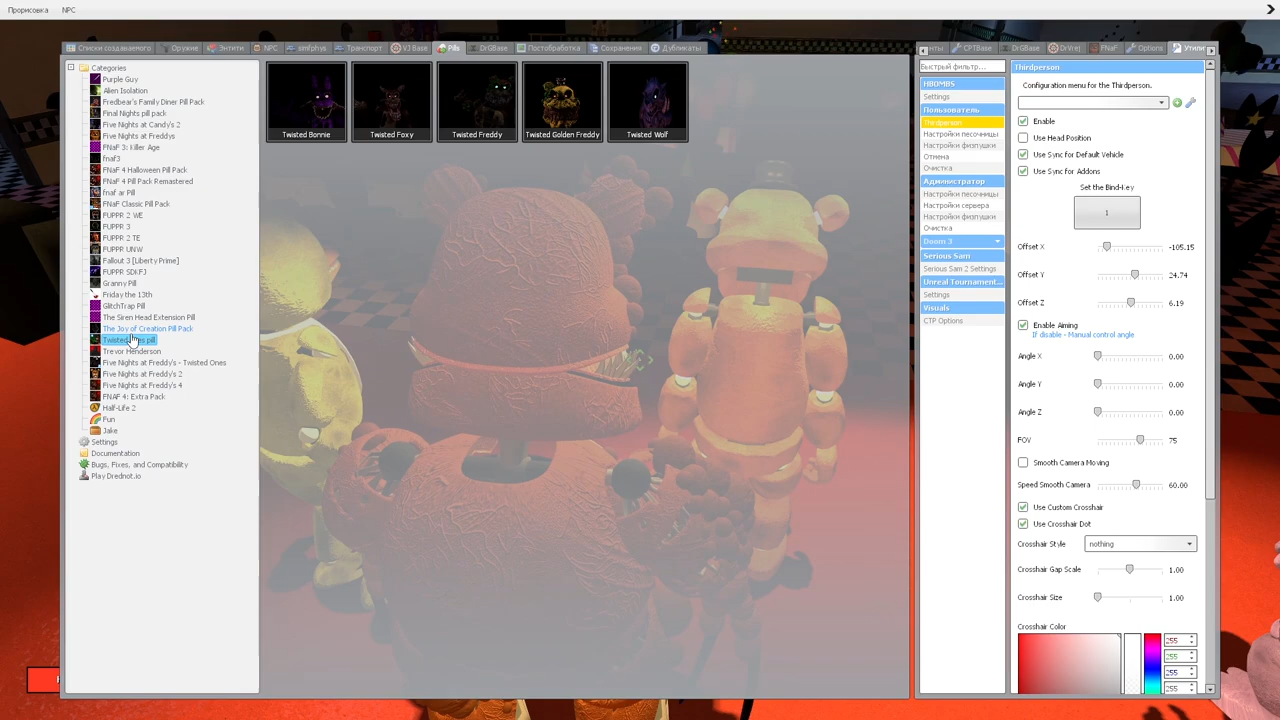 Прорисовка NPC
Списки создаваемого Оружие Энтити NPC simfphys Транспорт VJ Base Pills DrGBase Постобработка Сохранения Дубликаты
CPTBase DrGBase DrVrej FNaF Options Утили
Categories
Purple Guy
Alien Isolation
Fredbear's Family Diner Pill Pack
Final Nights pill pack
Five Nights at Candy's 2
Five Nights at Freddys
FNaF 3: Killer Age
fnaf3
FNaF 4 Halloween Pill Pack
FNaF 4 Pill Pack Remastered
fnaf ar Pill
FNaF Classic Pill Pack
FUPPR 2 WE
FUPPR 3
FUPPR 2 TE
FUPPR UNW
Fallout 3 [Liberty Prime]
FUPPR SD\FJ
Granny Pill
Friday the 13th
GlitchTrap Pill
The Siren Head Extension Pill
The Joy of Creation Pill Pack
Trevor Henderson
Five Nights at Freddy's - Twisted Ones
Five Nights at Freddy's 2
Five Nights at Freddy's 4
FNAF 4: Extra Pack
Half-Life 2
Fun
Jake
Settings
Documentation
Bugs, Fixes, and Compatibility
Play Drednot.io
Twisted Bonnie
Twisted Foxy
Twisted Freddy
Twisted Golden Freddy
Twisted Wolf
Быстрый фильтр...
HBDMBS
Settings
Пользователь
Thirdperson
Настройки песочницы
Настройки физпушки
Отмена
Очистка
Администратор
Настройки песочницы
Настройки сервера
Настройки физпушки
Очистка
Doom 3
Serious Sam
Serious Sam 2 Settings
Unreal Tournament...
Settings
Visuals
CTP Options
Thirdperson
Configuration menu for the Thirdperson.
Enable
Use Head Position
Use Sync for Default Vehicle
Use Sync for Addons
Set the Bind-Key
1
Offset X -105.15
Offset Y 24.74
Offset Z 6.19
Enable Aiming
If disable - Manual control angle
Angle X 0.00
Angle Y 0.00
Angle Z 0.00
FOV 75
Smooth Camera Moving
Speed Smooth Camera 60.00
Use Custom Crosshair
Use Crosshair Dot
Crosshair Style nothing
Crosshair Gap Scale 1.00
Crosshair Size 1.00
Crosshair Color
255
255
255
255